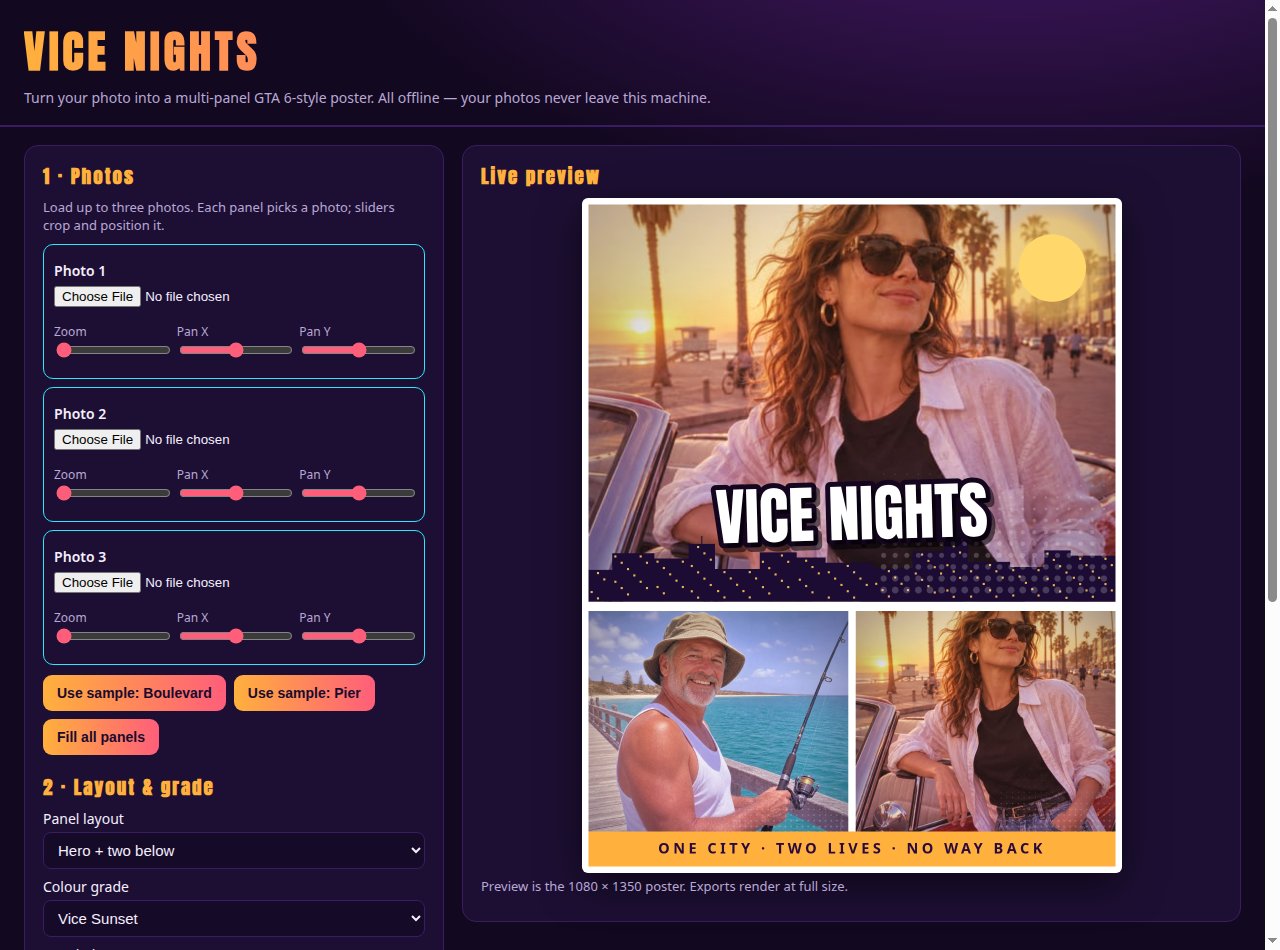 VICE NIGHTS
Turn your photo into a multi-panel GTA 6-style poster. All offline — your photos never leave this machine.
1 · Photos
Load up to three photos. Each panel picks a photo; sliders
crop and position it.
Photo 1
Choose File No file chosen
Zoom Pan X Pan Y
Photo 2
Choose File No file chosen
Zoom Pan X Pan Y
Photo 3
Choose File No file chosen
Zoom Pan X Pan Y
Use sample: Boulevard Use sample: Pier
Fill all panels
2 · Layout & grade
Panel layout
Hero + two below
Colour grade
Vice Sunset
Live preview
VICE NIGHTS
ONE CITY · TWO LIVES · NO WAY BACK
Preview is the 1080 × 1350 poster. Exports render at full size.